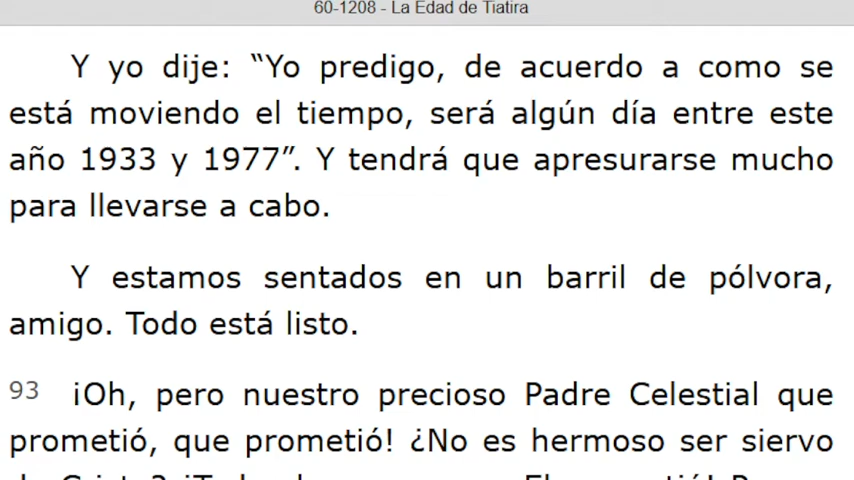 60-1208 - La Edad de Tiatira
Y yo dije: “Yo predigo, de acuerdo a como se
está moviendo el tiempo, será algún día entre este
año 1933 y 1977”. Y tendrá que apresurarse mucho
para llevarse a cabo.
Y estamos sentados en un barril de pólvora,
amigo. Todo está listo.
93 ¡Oh, pero nuestro precioso Padre Celestial que
prometió, que prometió! ¿No es hermoso ser siervo